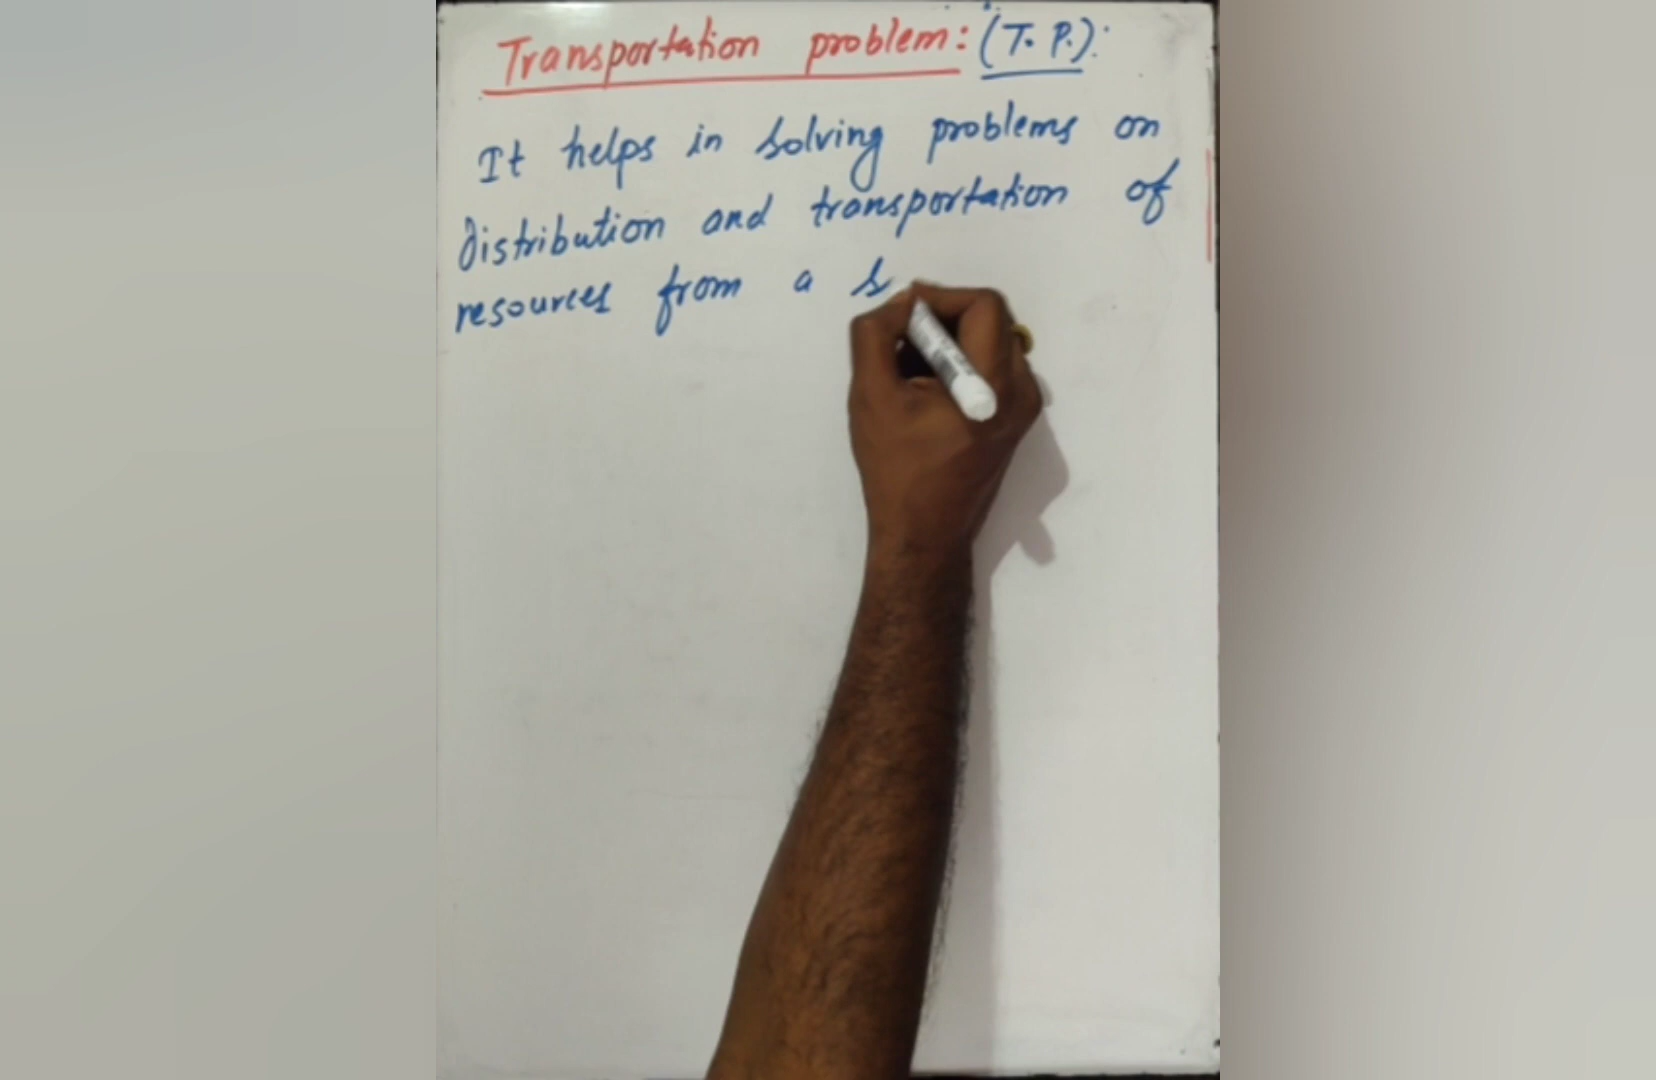 Transportation problem: (T. P.):
It helps in solving problems on
distribution and transportation of
resources from a s